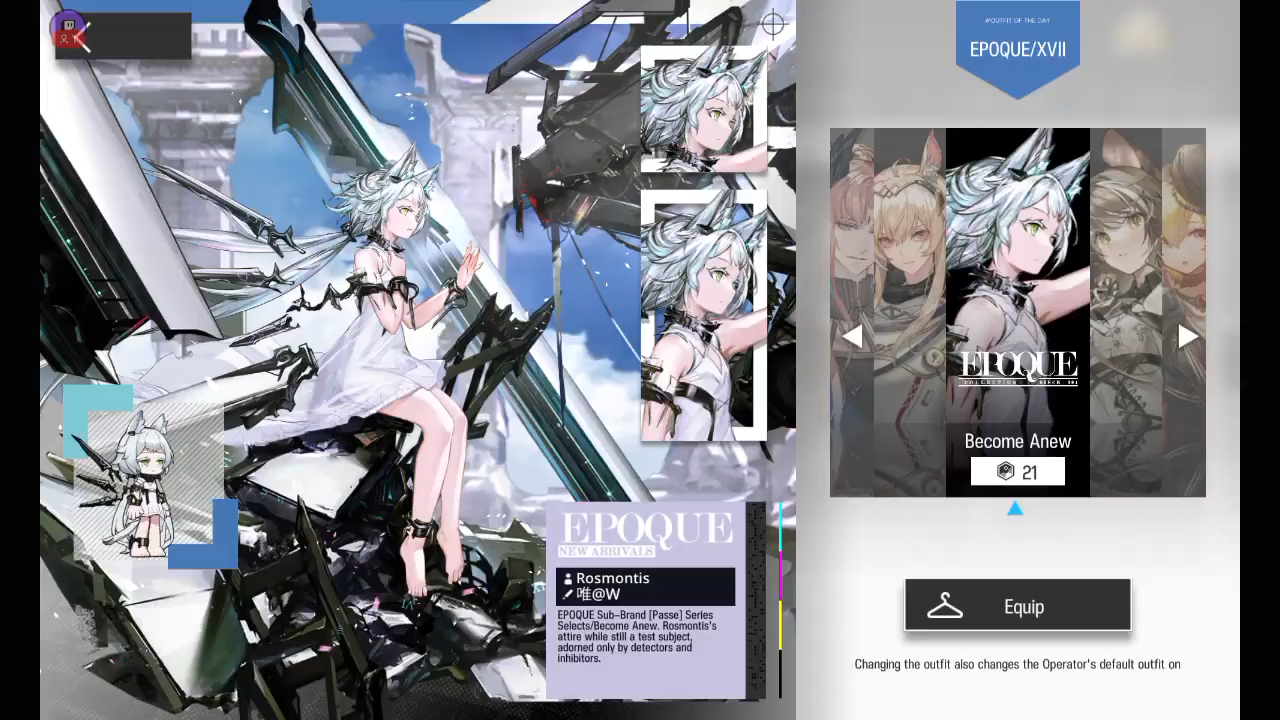 #OUTFIT OF THE DAY
EPOQUE/XVII
EPOQUE
COLLECTION SINCE
Become Anew
21
EPOQUE
NEW ARRIVALS
Rosmontis
唯@W
EPOQUE Sub-Brand [Passe] Series
Selects/Become Anew. Rosmontis's
attire while still a test subject,
adorned only by detectors and
inhibitors.
Equip
Changing the outfit also changes the Operator's default outfit on